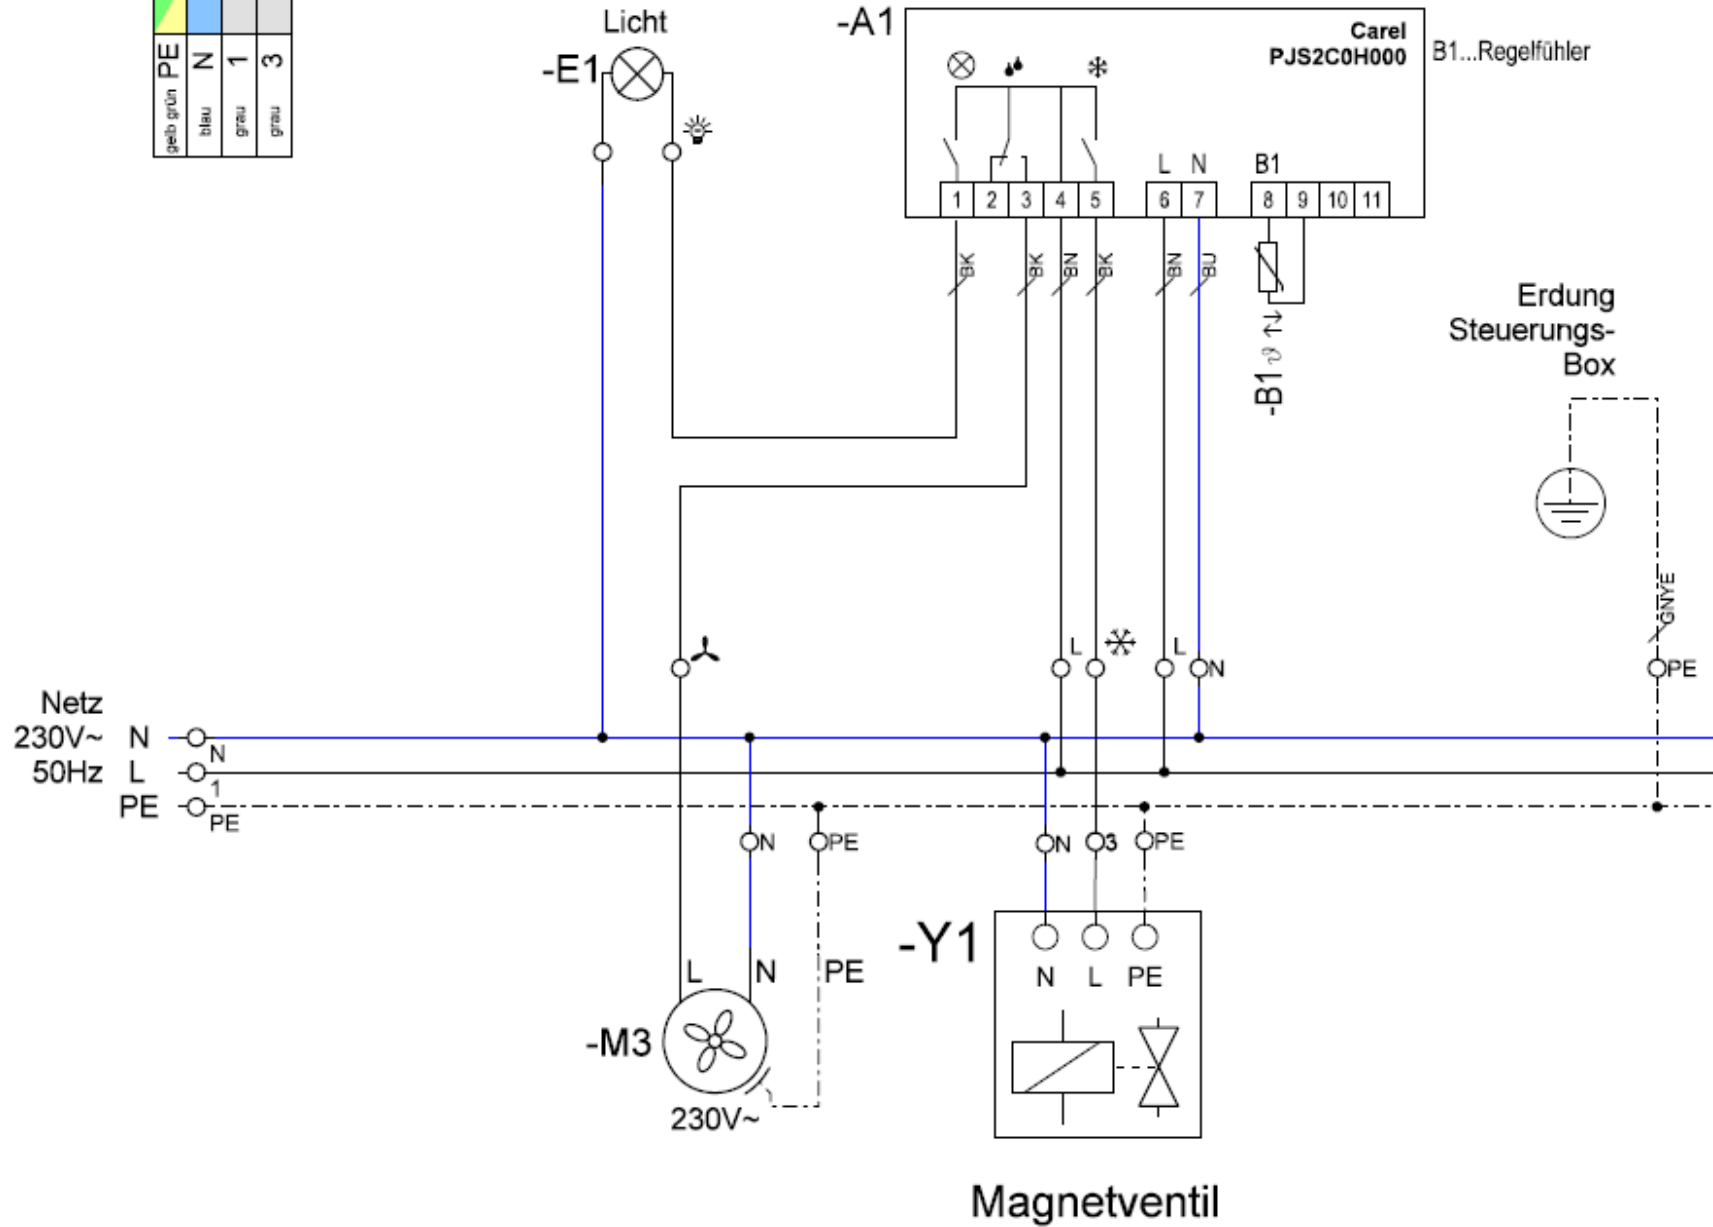 gelb grün PE
blau N
grau 1
grau 3
Licht
-E1
-A1
Carel
PJS2C0H000
B1...Regelfühler
L N B1
1 2 3 4 5 6 7 8 9 10 11
BK BK BN BK BN BU
-B1 ϑ
Erdung
Steuerungs-
Box
GNYE
L L N PE
Netz
230V~ N N
50Hz L 1
PE PE
N PE N 3 PE
-Y1
L N PE
N L PE
-M3
230V~
Magnetventil